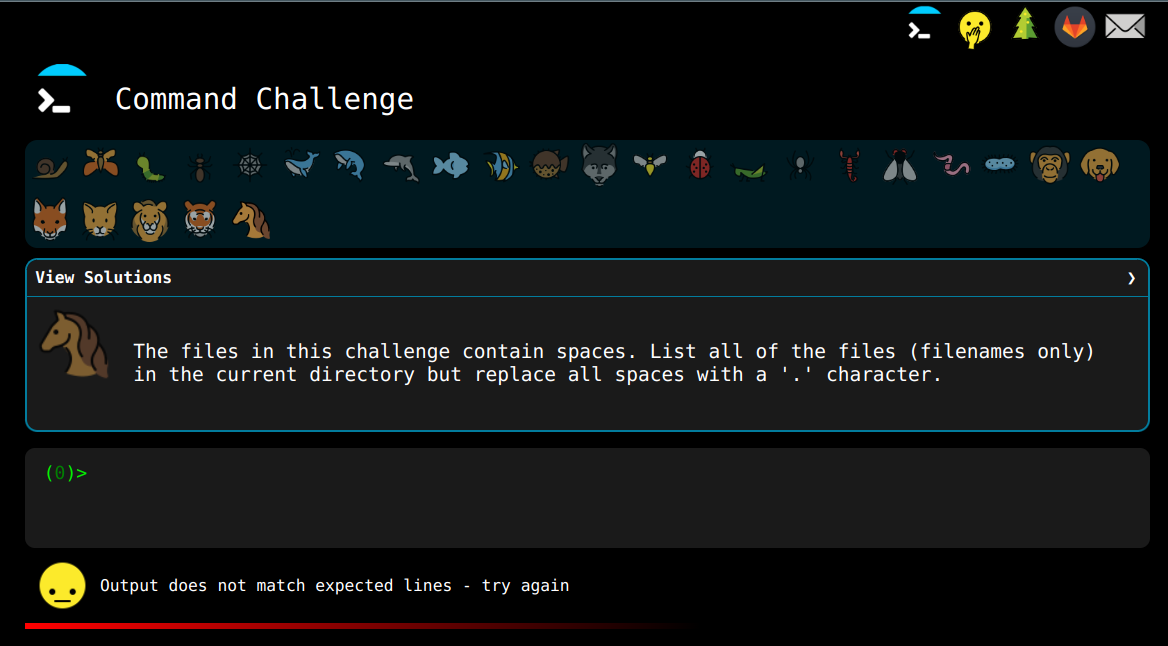 Command Challenge
View Solutions ❯
The files in this challenge contain spaces. List all of the files (filenames only)
in the current directory but replace all spaces with a '.' character.
(0)>
Output does not match expected lines - try again